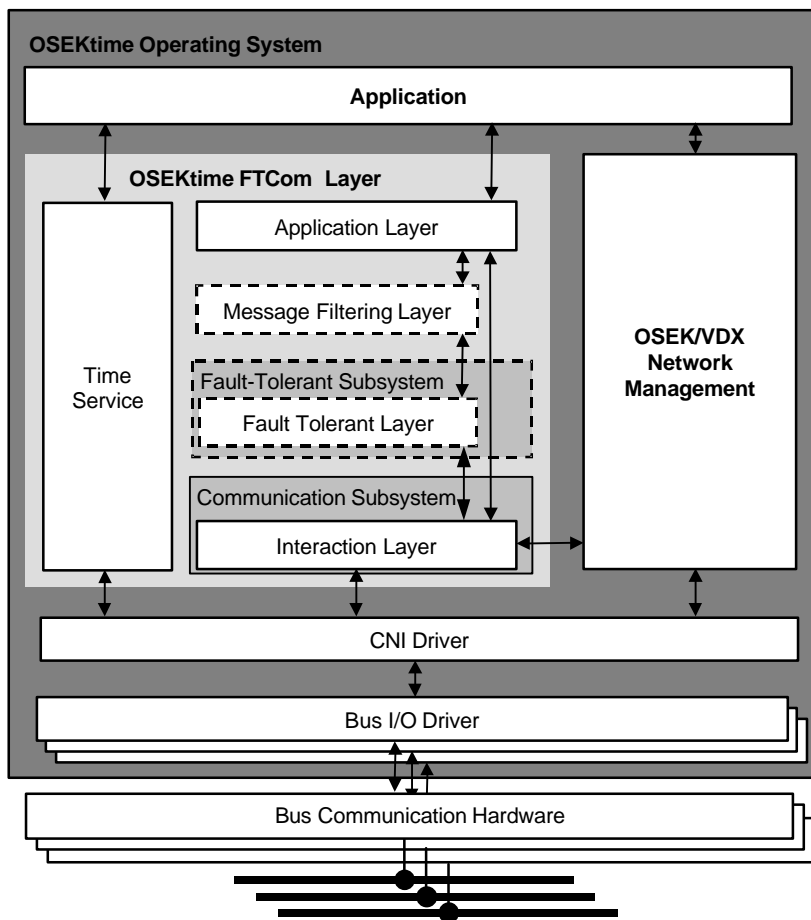 OSEKtime Operating System
Application
OSEKtime FTCom Layer
Application Layer
Message Filtering Layer
Time
Service
Fault-Tolerant Subsystem
Fault Tolerant Layer
Communication Subsystem
Interaction Layer
OSEK/VDX
Network
Management
CNI Driver
Bus I/O Driver
Bus Communication Hardware